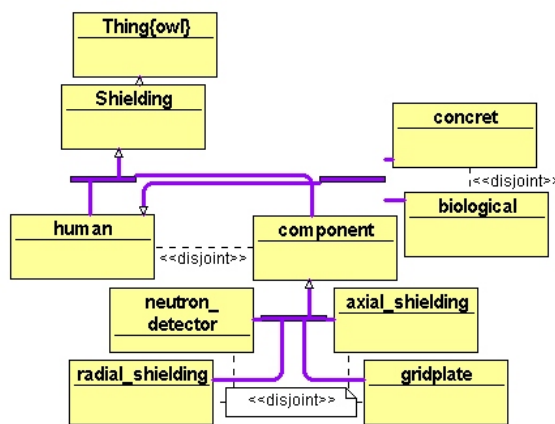 Thing{owl}
Shielding
concret
<<disjoint>>
biological
human
component
<<disjoint>>
neutron_
detector
axial_shielding
radial_shielding
<<disjoint>>
gridplate